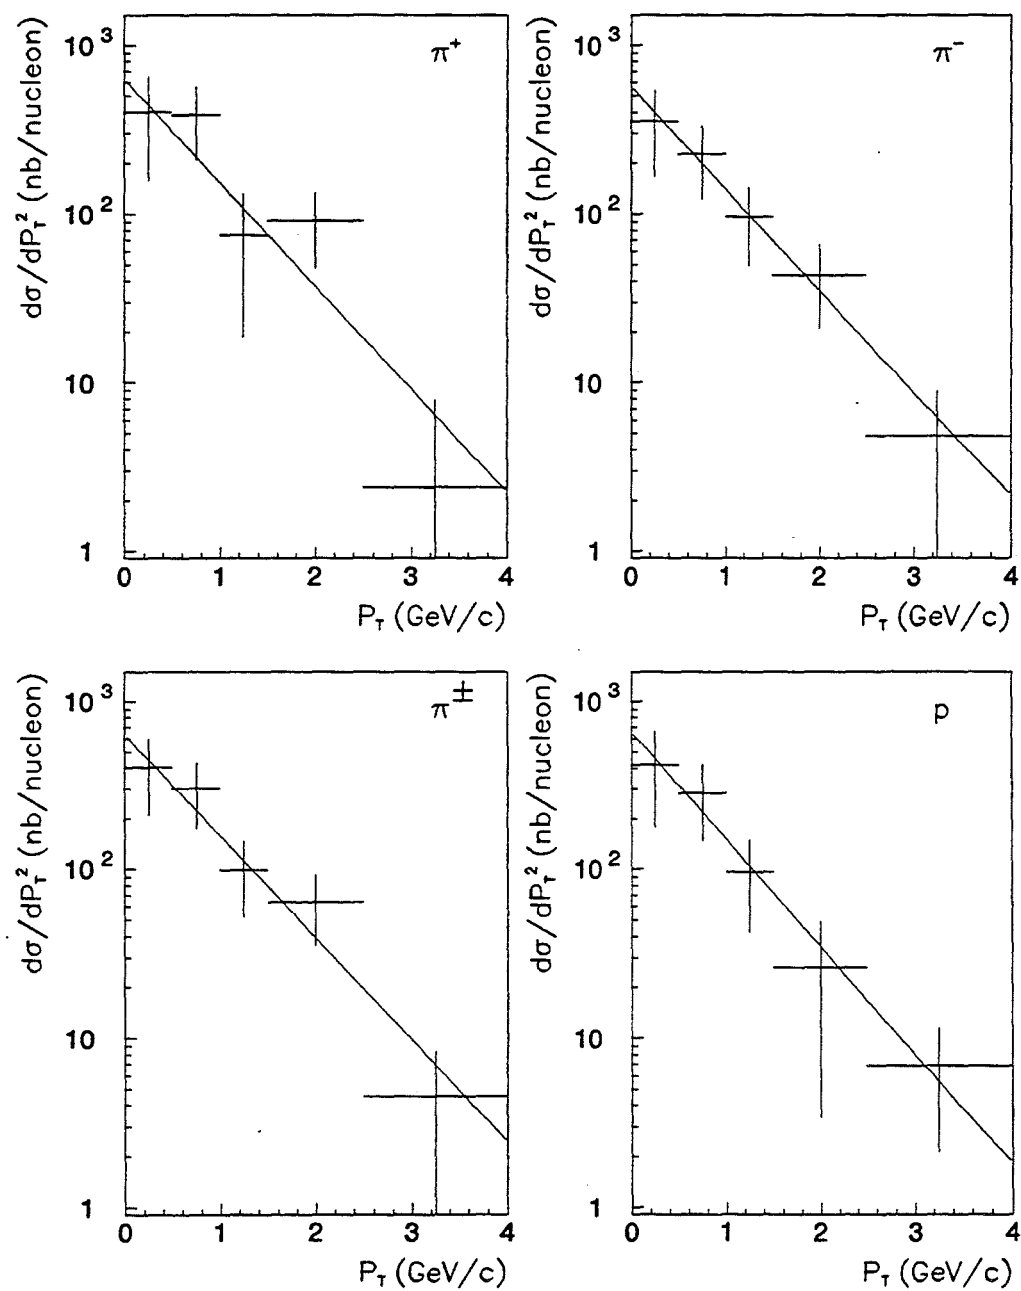 π⁺
dσ/dP_T² (nb/nucleon)
10³
10²
10
1
0 1 2 3 4
P_T (GeV/c)
π⁻
dσ/dP_T² (nb/nucleon)
10³
10²
10
1
0 1 2 3 4
P_T (GeV/c)
π±
dσ/dP_T² (nb/nucleon)
10³
10²
10
1
0 1 2 3 4
P_T (GeV/c)
p
dσ/dP_T² (nb/nucleon)
10³
10²
10
1
0 1 2 3 4
P_T (GeV/c)